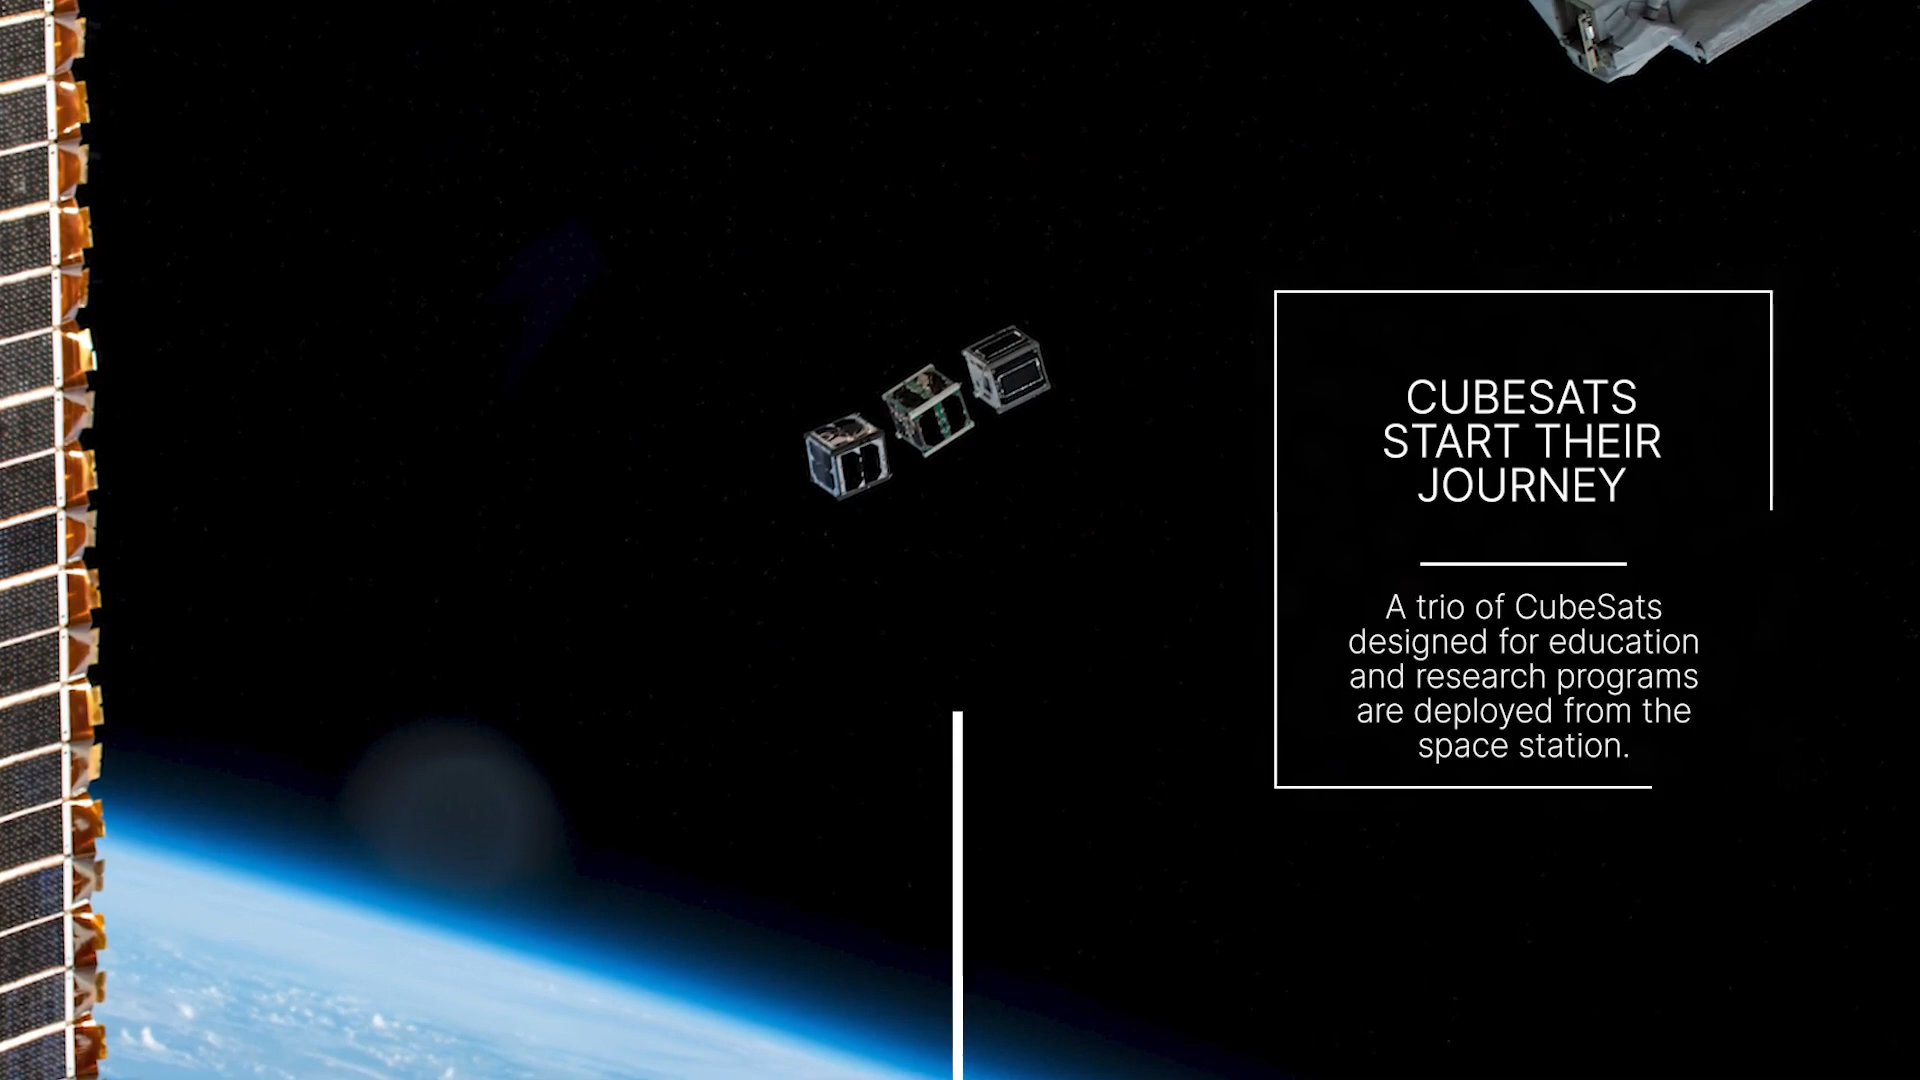 CUBESATS
START THEIR
JOURNEY
A trio of CubeSats
designed for education
and research programs
are deployed from the
space station.